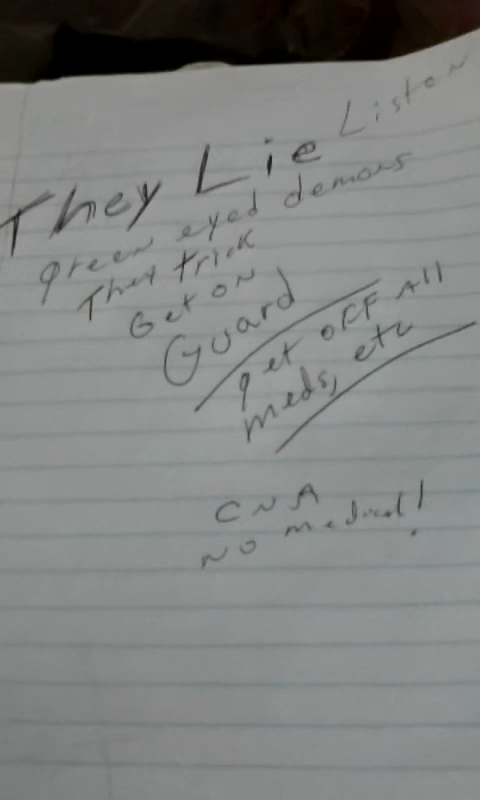 Listen
They Lie
green eyed demons
They trick
Get on
Guard
get off All
meds, etc
CNA
No medical!